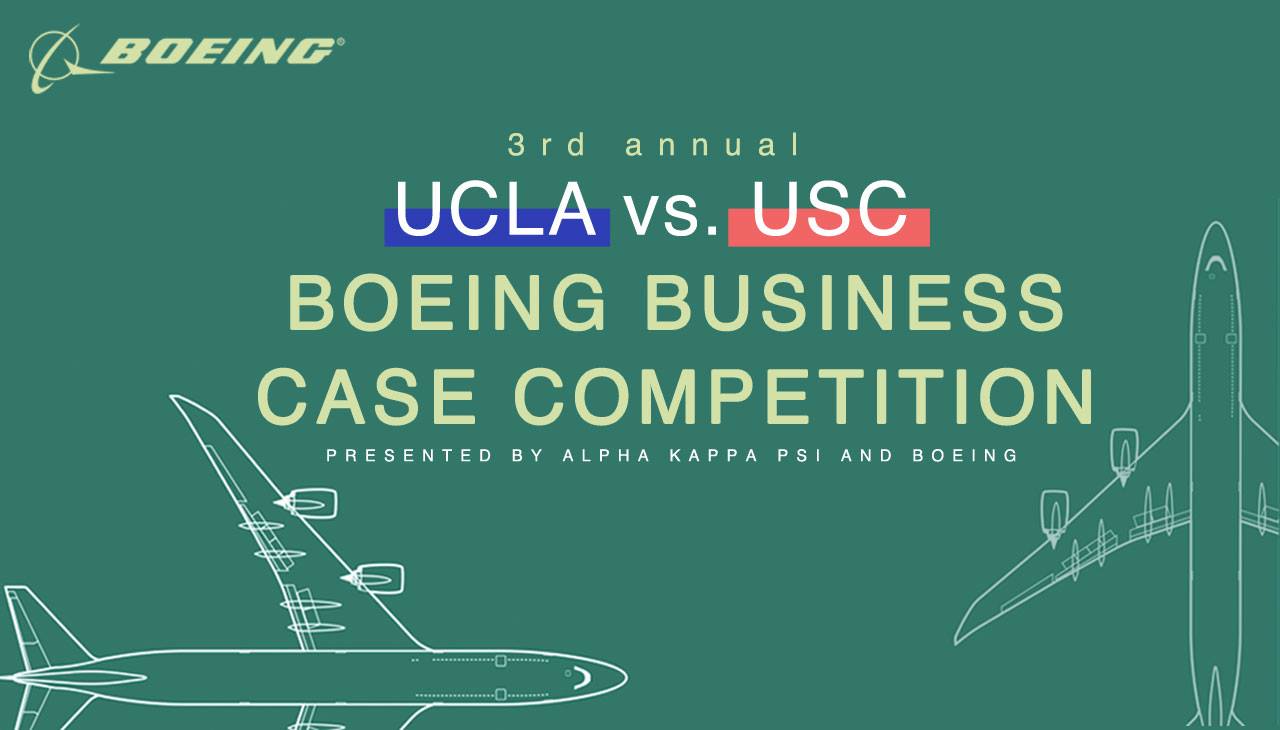 BOEING®
3rd annual
UCLA vs. USC
BOEING BUSINESS
CASE COMPETITION
PRESENTED BY ALPHA KAPPA PSI AND BOEING